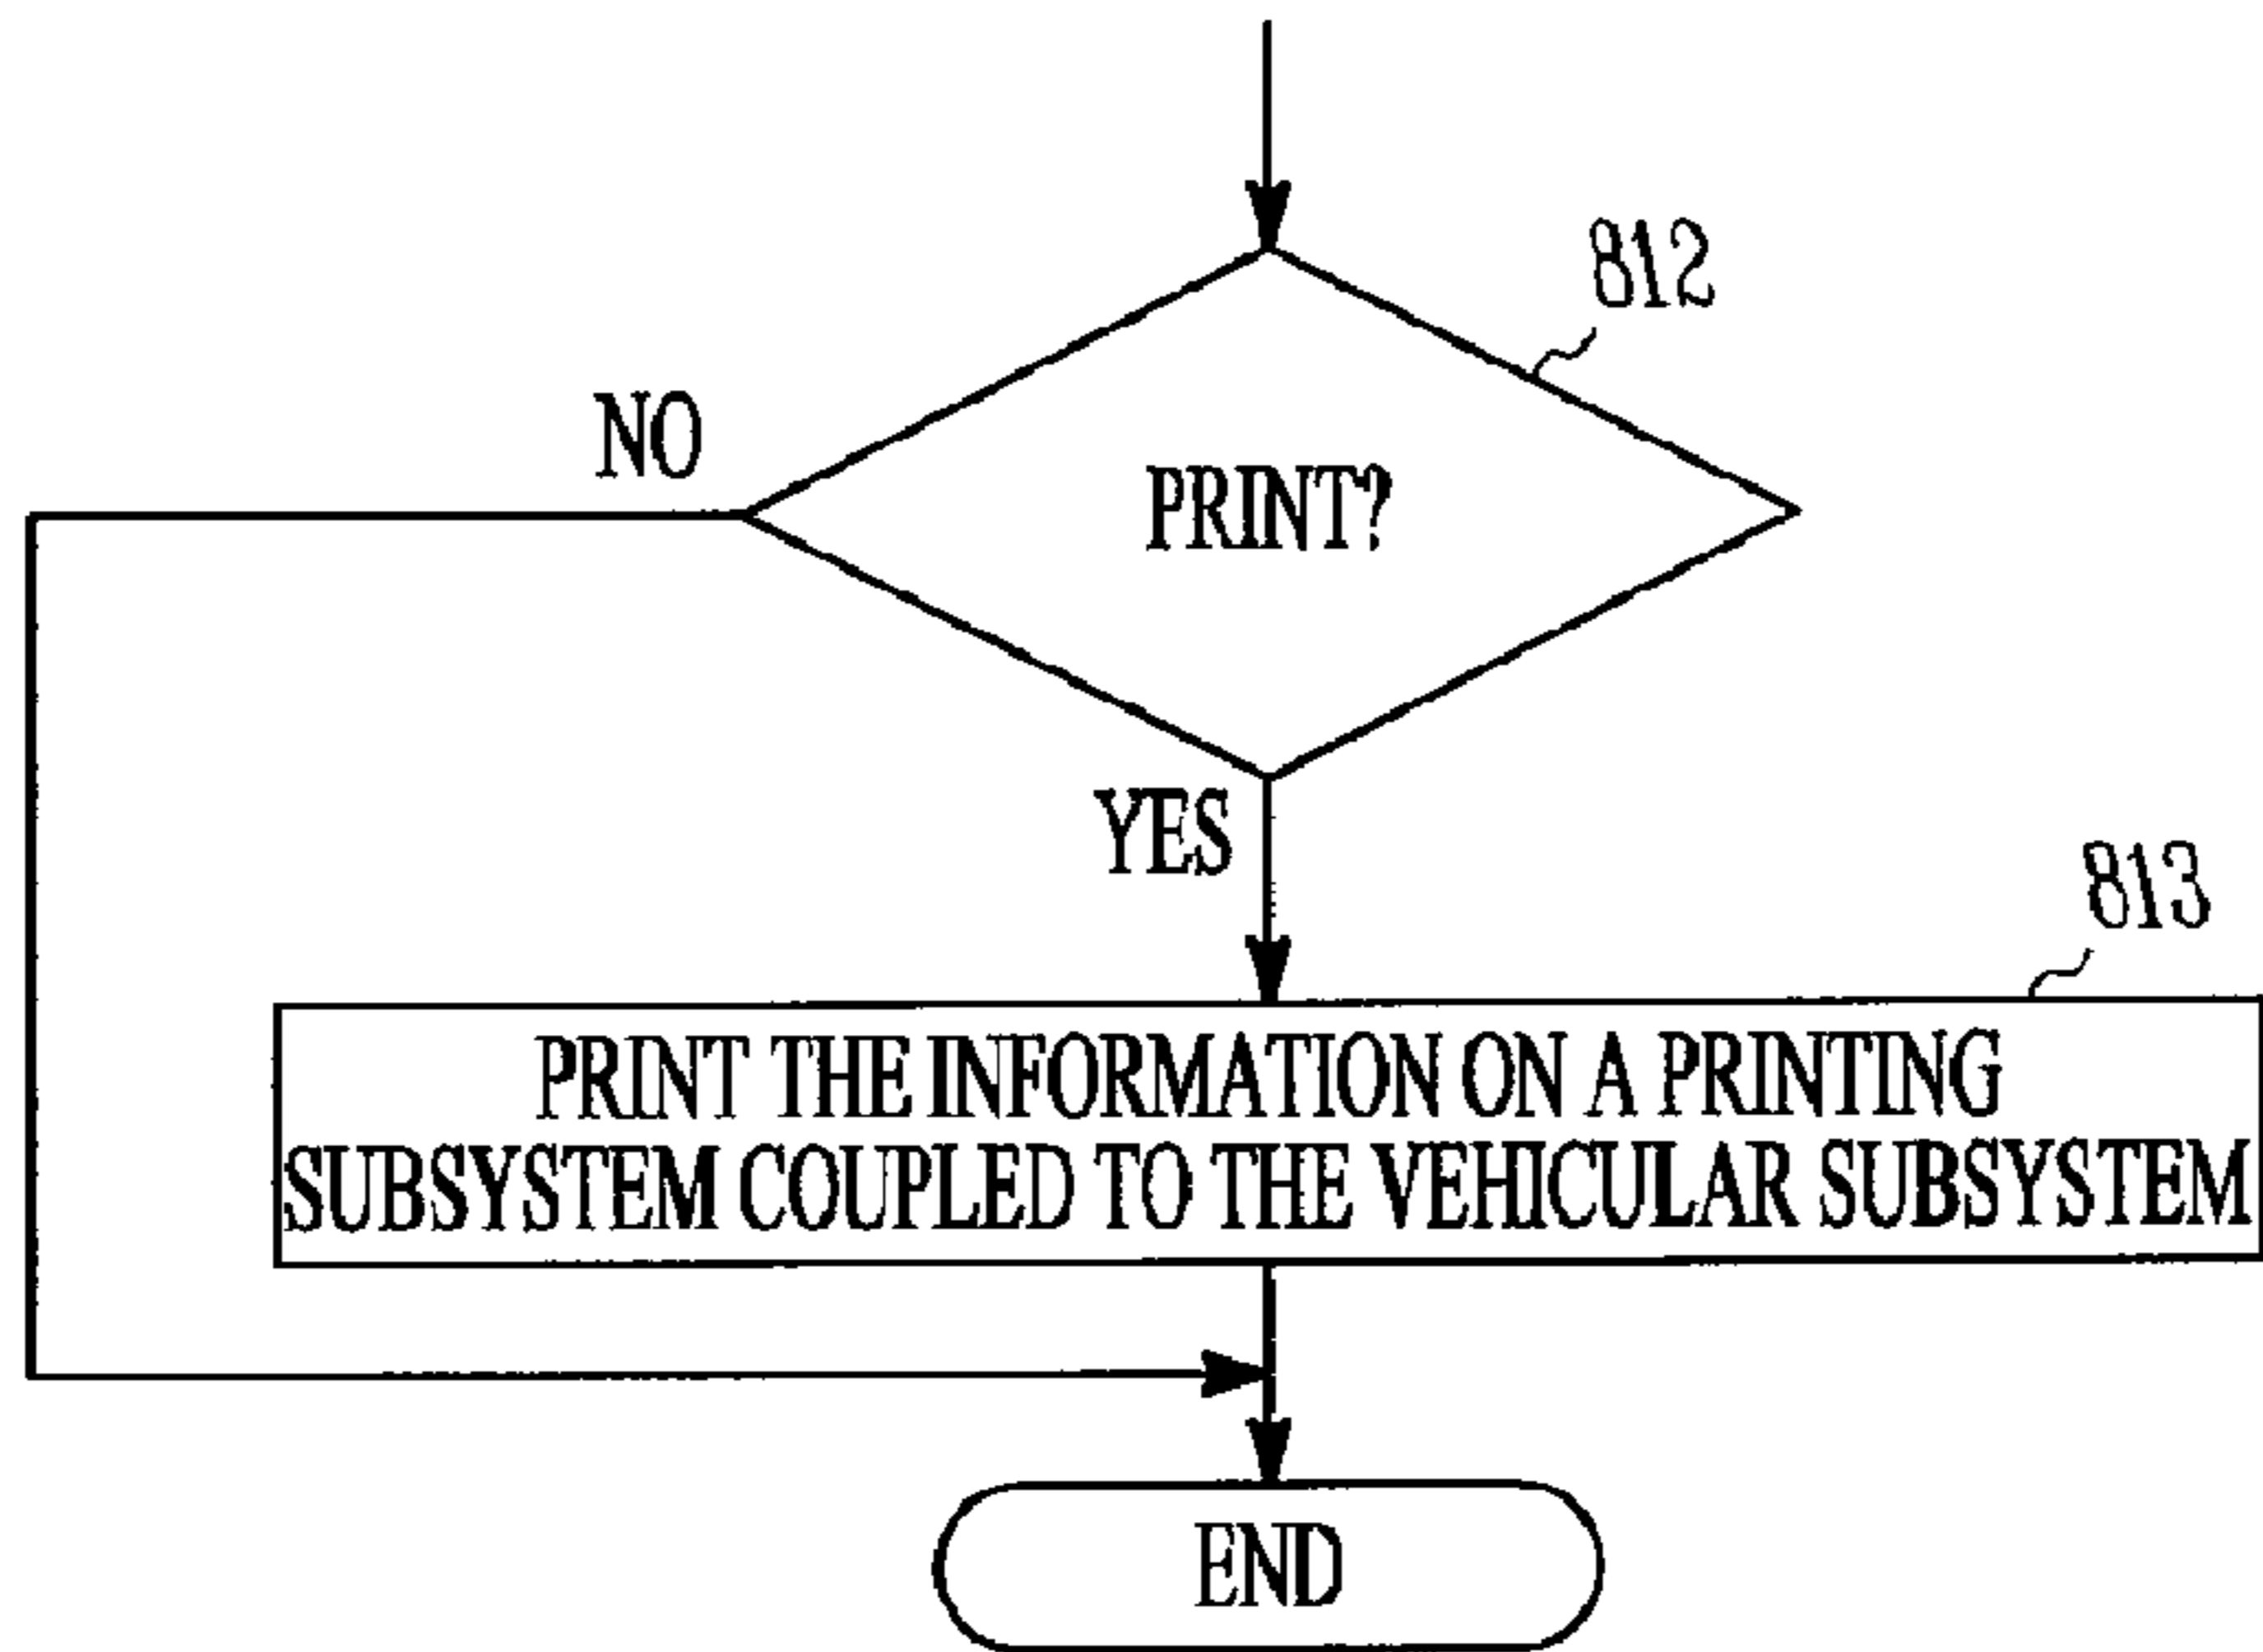 812
NO
PRINT?
YES
813
PRINT THE INFORMATION ON A PRINTING
SUBSYSTEM COUPLED TO THE VEHICULAR SUBSYSTEM
END